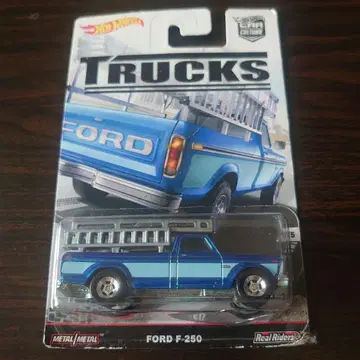 Hot Wheels
CAR
CULTURE
TRUCKS
FORD
METAL/METAL
FORD F-250
Real Riders